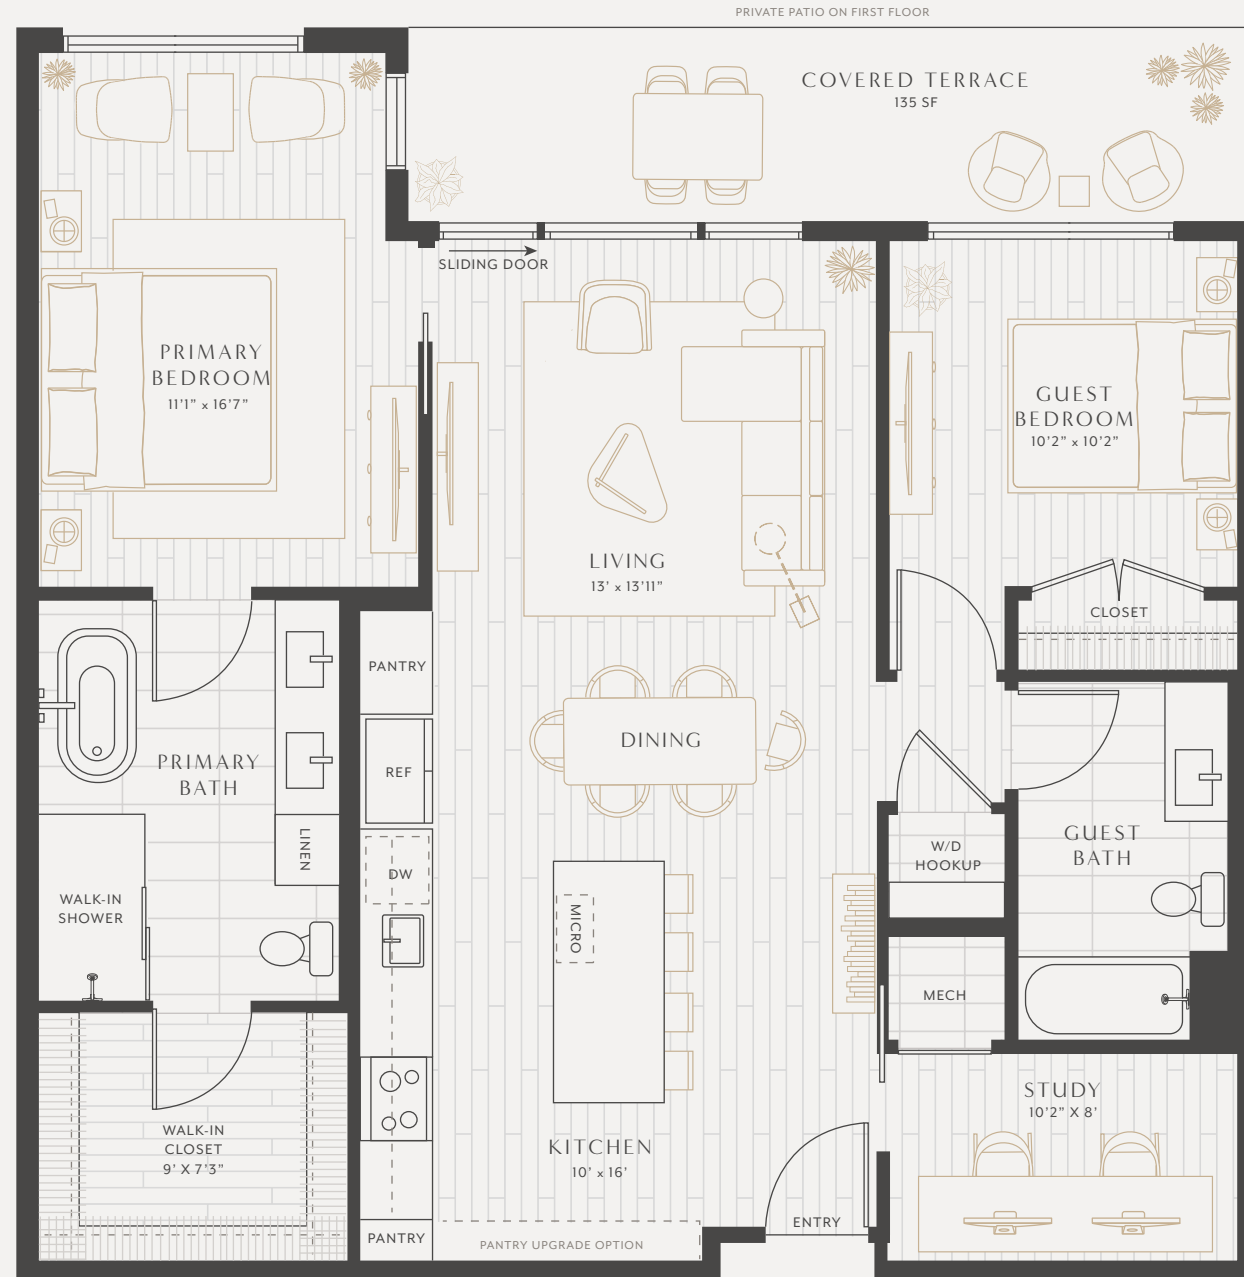 PRIVATE PATIO ON FIRST FLOOR
COVERED TERRACE
135 SF
SLIDING DOOR
PRIMARY
BEDROOM
11'1" x 16'7"
GUEST
BEDROOM
10'2" x 10'2"
LIVING
13' x 13'11"
CLOSET
PANTRY
DINING
REF
PRIMARY
BATH
LINEN
DW
W/D
HOOKUP
GUEST
BATH
WALK-IN
SHOWER
MICRO
MECH
STUDY
10'2" X 8'
WALK-IN
CLOSET
9' X 7'3"
KITCHEN
10' x 16'
ENTRY
PANTRY
PANTRY UPGRADE OPTION